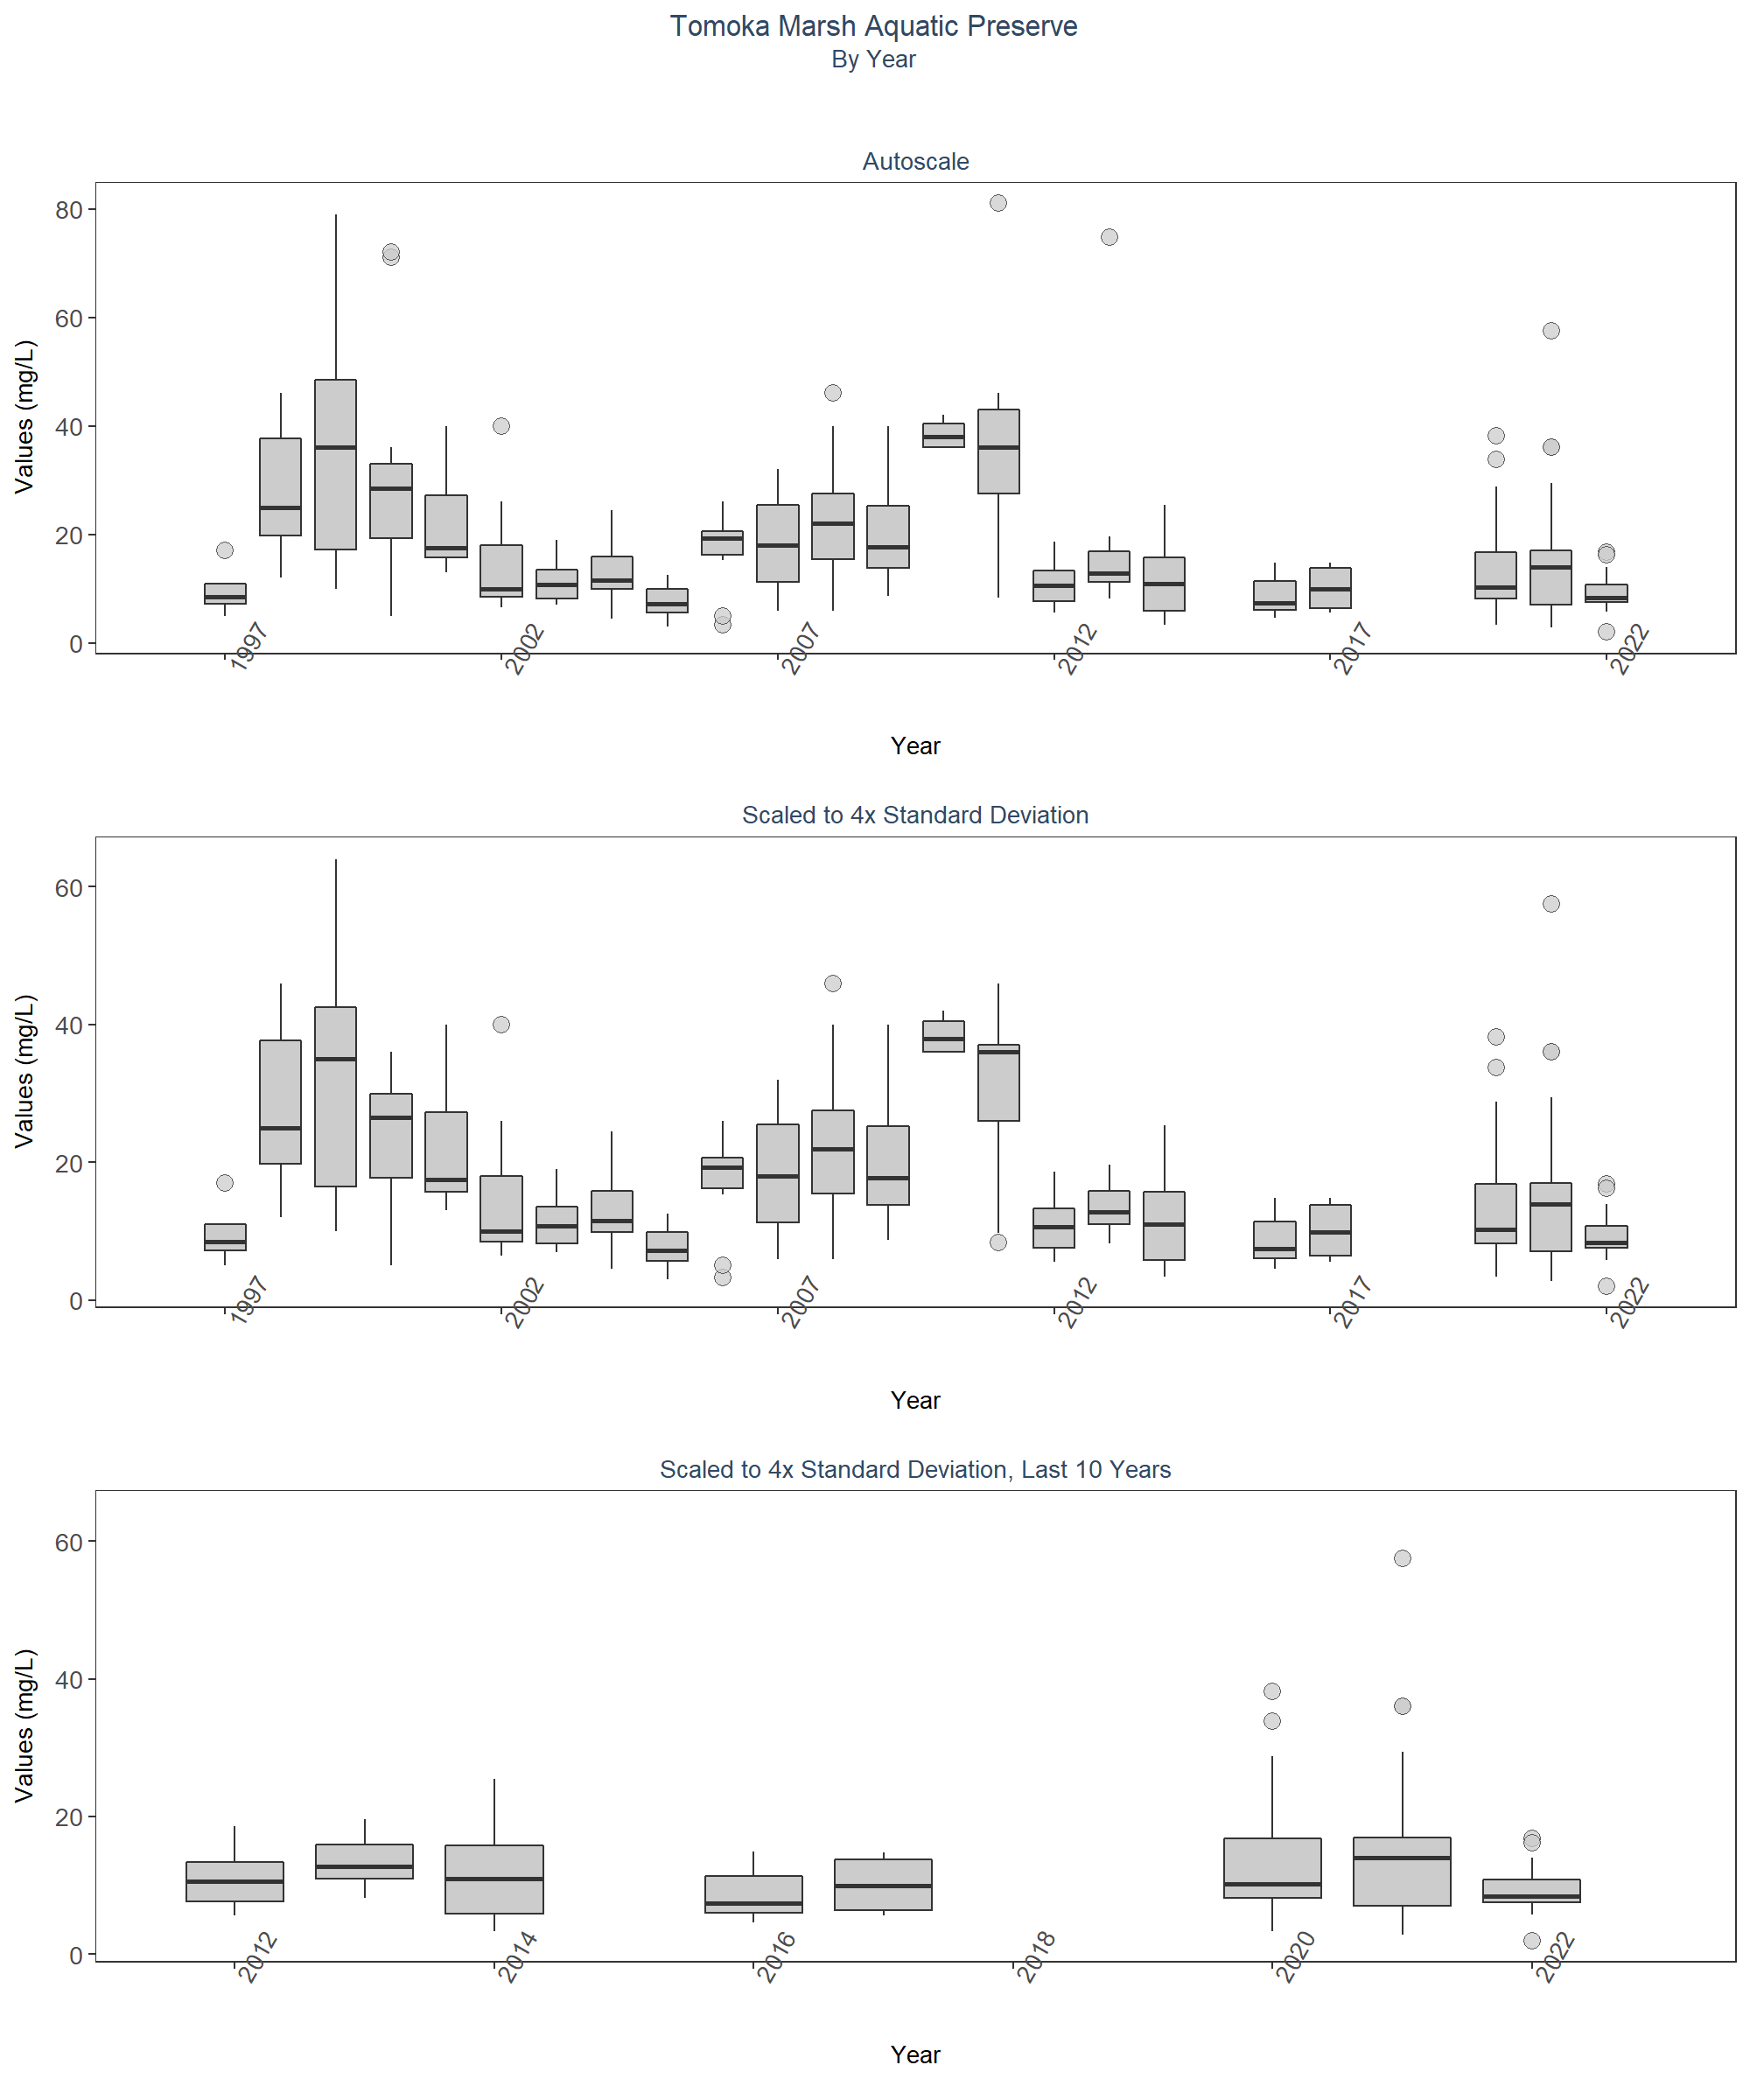 Tomoka Marsh Aquatic Preserve
By Year
Autoscale
Values (mg/L)
80
60
40
20
0
1997
2002
2007
2012
2017
2022
Year
Scaled to 4x Standard Deviation
Values (mg/L)
60
40
20
0
1997
2002
2007
2012
2017
2022
Year
Scaled to 4x Standard Deviation, Last 10 Years
Values (mg/L)
60
40
20
0
2012
2014
2016
2018
2020
2022
Year